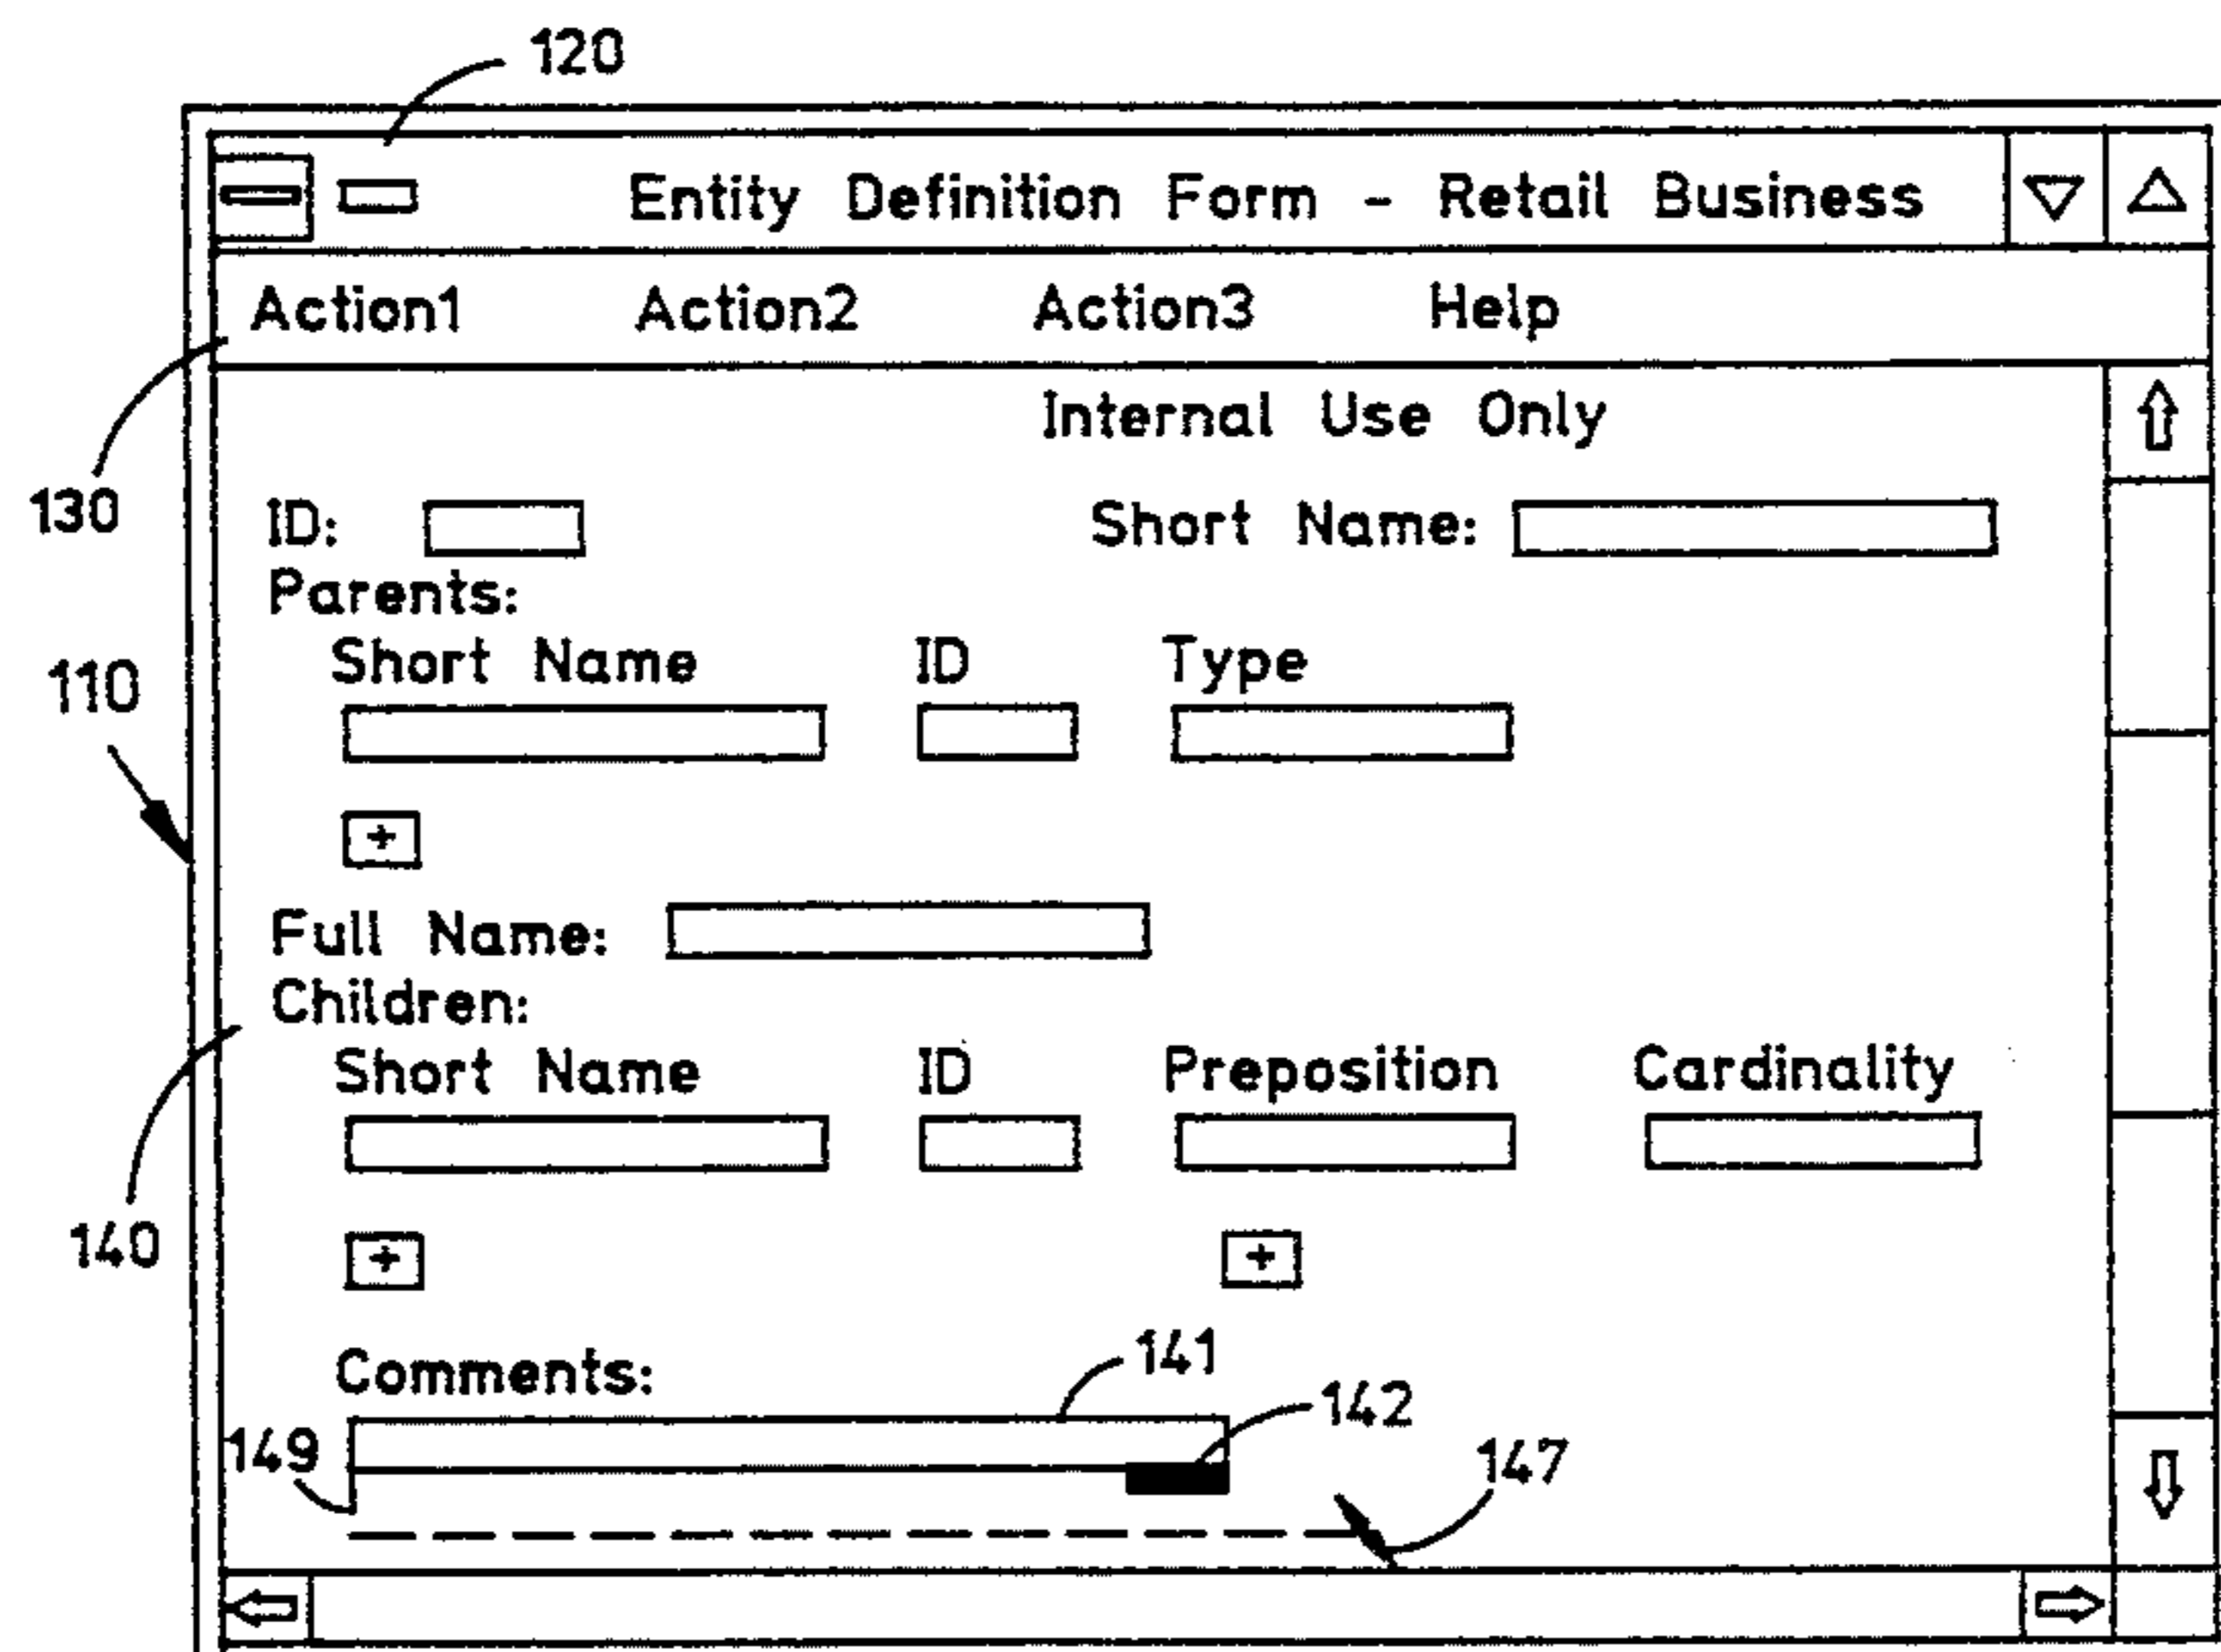 120
Entity Definition Form - Retail Business
Action1 Action2 Action3 Help
Internal Use Only
130
ID: Short Name:
Parents:
Short Name ID Type
110
+
Full Name:
Children:
Short Name ID Preposition Cardinality
140
+ +
Comments: 141
142
149 147